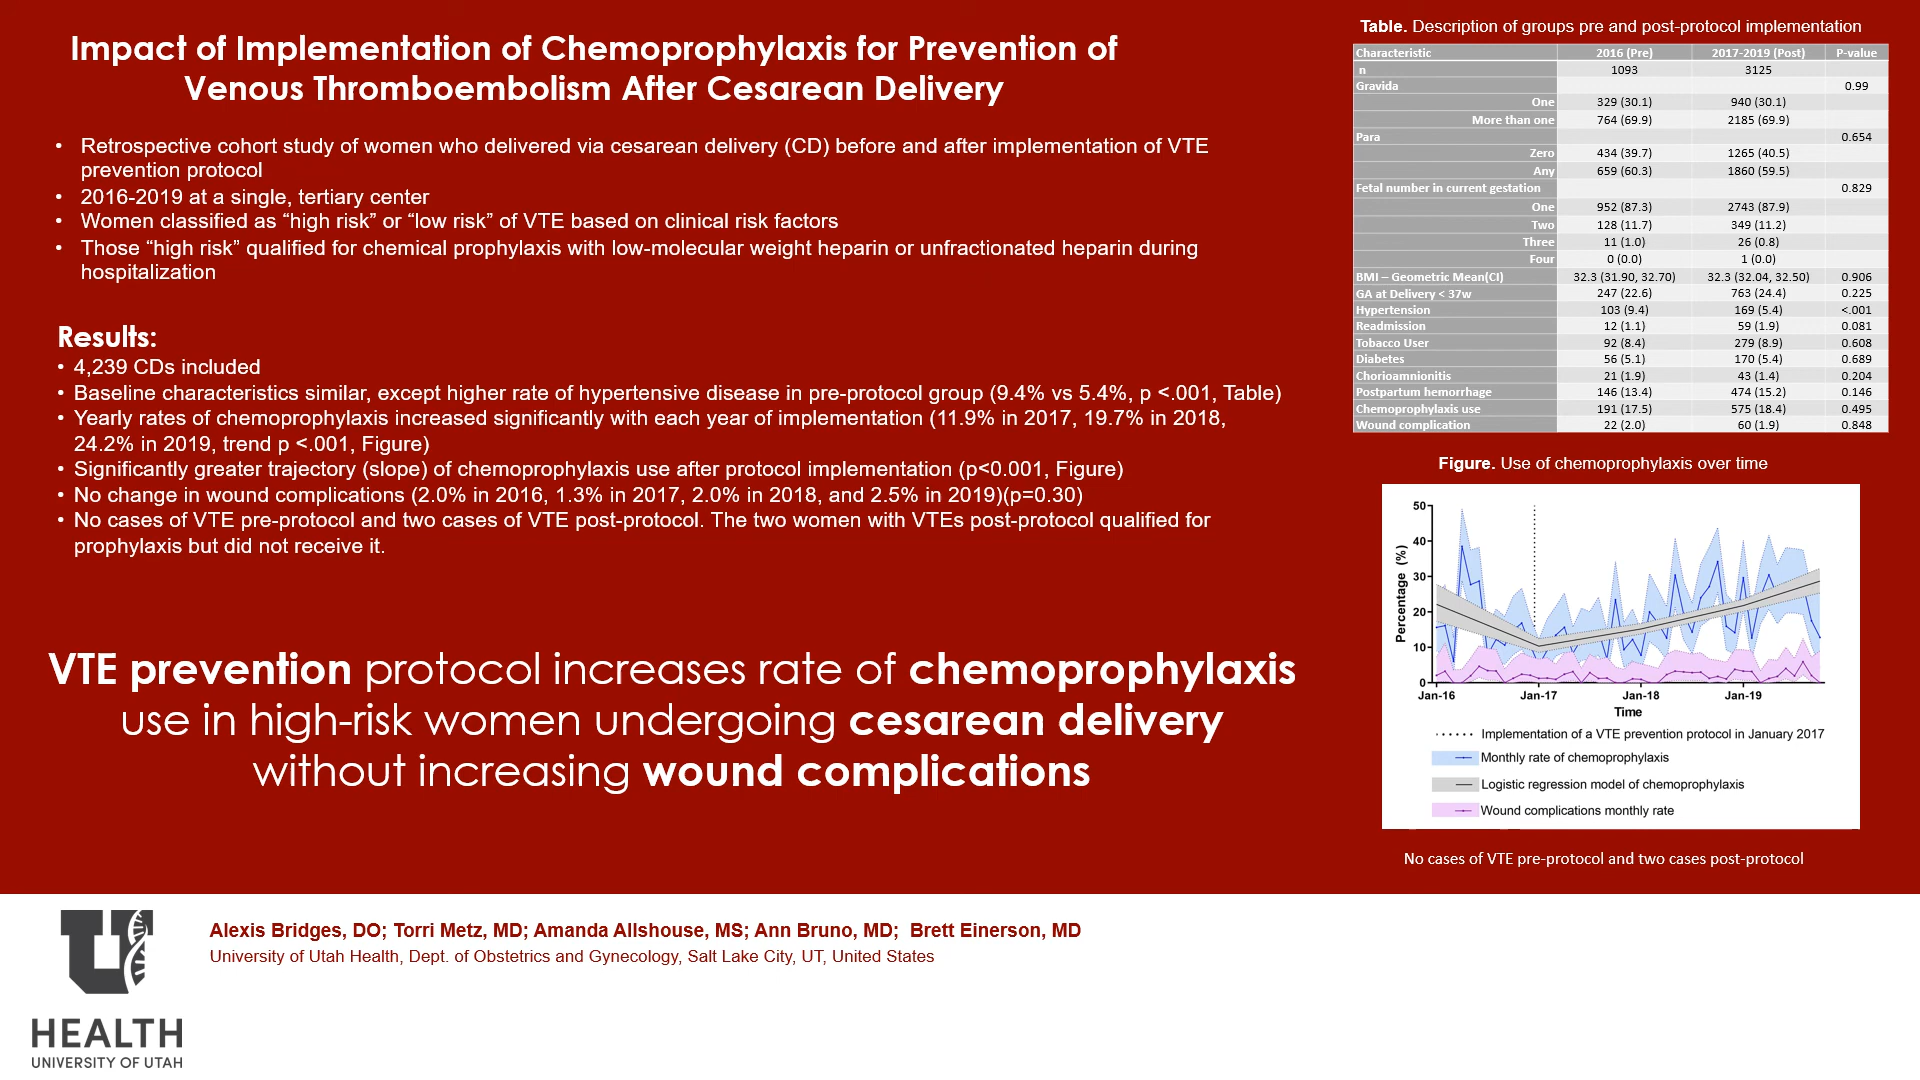 Impact of Implementation of Chemoprophylaxis for Prevention of
Venous Thromboembolism After Cesarean Delivery
• Retrospective cohort study of women who delivered via cesarean delivery (CD) before and after implementation of VTE
prevention protocol
• 2016-2019 at a single, tertiary center
• Women classified as “high risk” or “low risk” of VTE based on clinical risk factors
• Those “high risk” qualified for chemical prophylaxis with low-molecular weight heparin or unfractionated heparin during
hospitalization
Results:
• 4,239 CDs included
• Baseline characteristics similar, except higher rate of hypertensive disease in pre-protocol group (9.4% vs 5.4%, p <.001, Table)
• Yearly rates of chemoprophylaxis increased significantly with each year of implementation (11.9% in 2017, 19.7% in 2018,
24.2% in 2019, trend p <.001, Figure)
• Significantly greater trajectory (slope) of chemoprophylaxis use after protocol implementation (p<0.001, Figure)
• No change in wound complications (2.0% in 2016, 1.3% in 2017, 2.0% in 2018, and 2.5% in 2019)(p=0.30)
• No cases of VTE pre-protocol and two cases of VTE post-protocol. The two women with VTEs post-protocol qualified for
prophylaxis but did not receive it.
VTE prevention protocol increases rate of chemoprophylaxis
use in high-risk women undergoing cesarean delivery
without increasing wound complications
Table. Description of groups pre and post-protocol implementation
Characteristic 2016 (Pre) 2017-2019 (Post) P-value
n 1093 3125
Gravida 0.99
One 329 (30.1) 940 (30.1)
More than one 764 (69.9) 2185 (69.9)
Para 0.654
Zero 434 (39.7) 1265 (40.5)
Any 659 (60.3) 1860 (59.5)
Fetal number in current gestation 0.829
One 952 (87.3) 2743 (87.9)
Two 128 (11.7) 349 (11.2)
Three 11 (1.0) 26 (0.8)
Four 0 (0.0) 1 (0.0)
BMI – Geometric Mean(CI) 32.3 (31.90, 32.70) 32.3 (32.04, 32.50) 0.906
GA at Delivery < 37w 247 (22.6) 763 (24.4) 0.225
Hypertension 103 (9.4) 169 (5.4) <.001
Readmission 12 (1.1) 59 (1.9) 0.081
Tobacco User 92 (8.4) 279 (8.9) 0.608
Diabetes 56 (5.1) 170 (5.4) 0.689
Chorioamnionitis 21 (1.9) 43 (1.4) 0.204
Postpartum hemorrhage 146 (13.4) 474 (15.2) 0.146
Chemoprophylaxis use 191 (17.5) 575 (18.4) 0.495
Wound complication 22 (2.0) 60 (1.9) 0.848
Figure. Use of chemoprophylaxis over time
Percentage (%)
50
40
30
20
10
0
Jan-16 Jan-17 Jan-18 Jan-19
Time
Implementation of a VTE prevention protocol in January 2017
Monthly rate of chemoprophylaxis
Logistic regression model of chemoprophylaxis
Wound complications monthly rate
No cases of VTE pre-protocol and two cases post-protocol
Alexis Bridges, DO; Torri Metz, MD; Amanda Allshouse, MS; Ann Bruno, MD; Brett Einerson, MD
University of Utah Health, Dept. of Obstetrics and Gynecology, Salt Lake City, UT, United States
U
HEALTH
UNIVERSITY OF UTAH